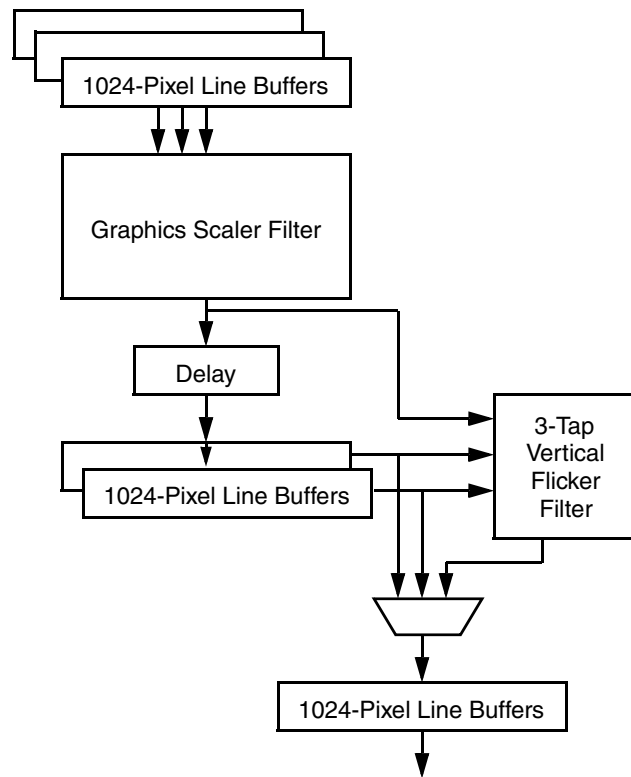 1024-Pixel Line Buffers
Graphics Scaler Filter
Delay
3-Tap
Vertical
Flicker
Filter
1024-Pixel Line Buffers
1024-Pixel Line Buffers